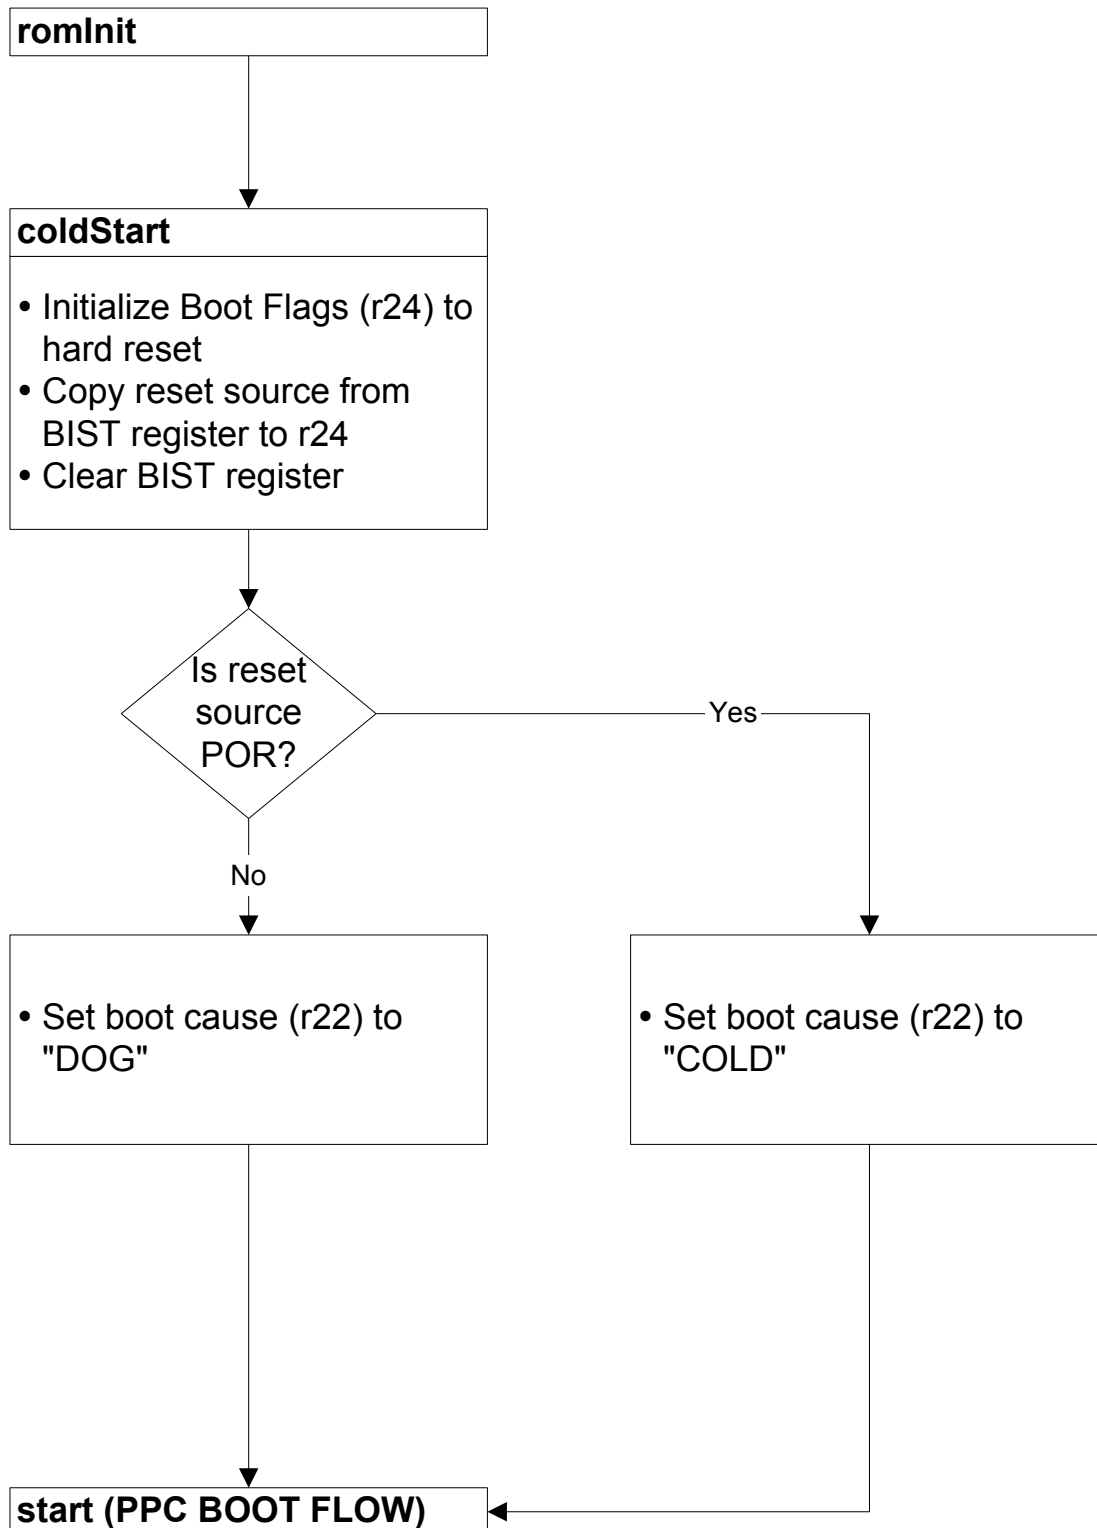 romInit
coldStart
• Initialize Boot Flags (r24) to
hard reset
• Copy reset source from
BIST register to r24
• Clear BIST register
Is reset
source
POR?
Yes
No
• Set boot cause (r22) to
"DOG"
• Set boot cause (r22) to
"COLD"
start (PPC BOOT FLOW)